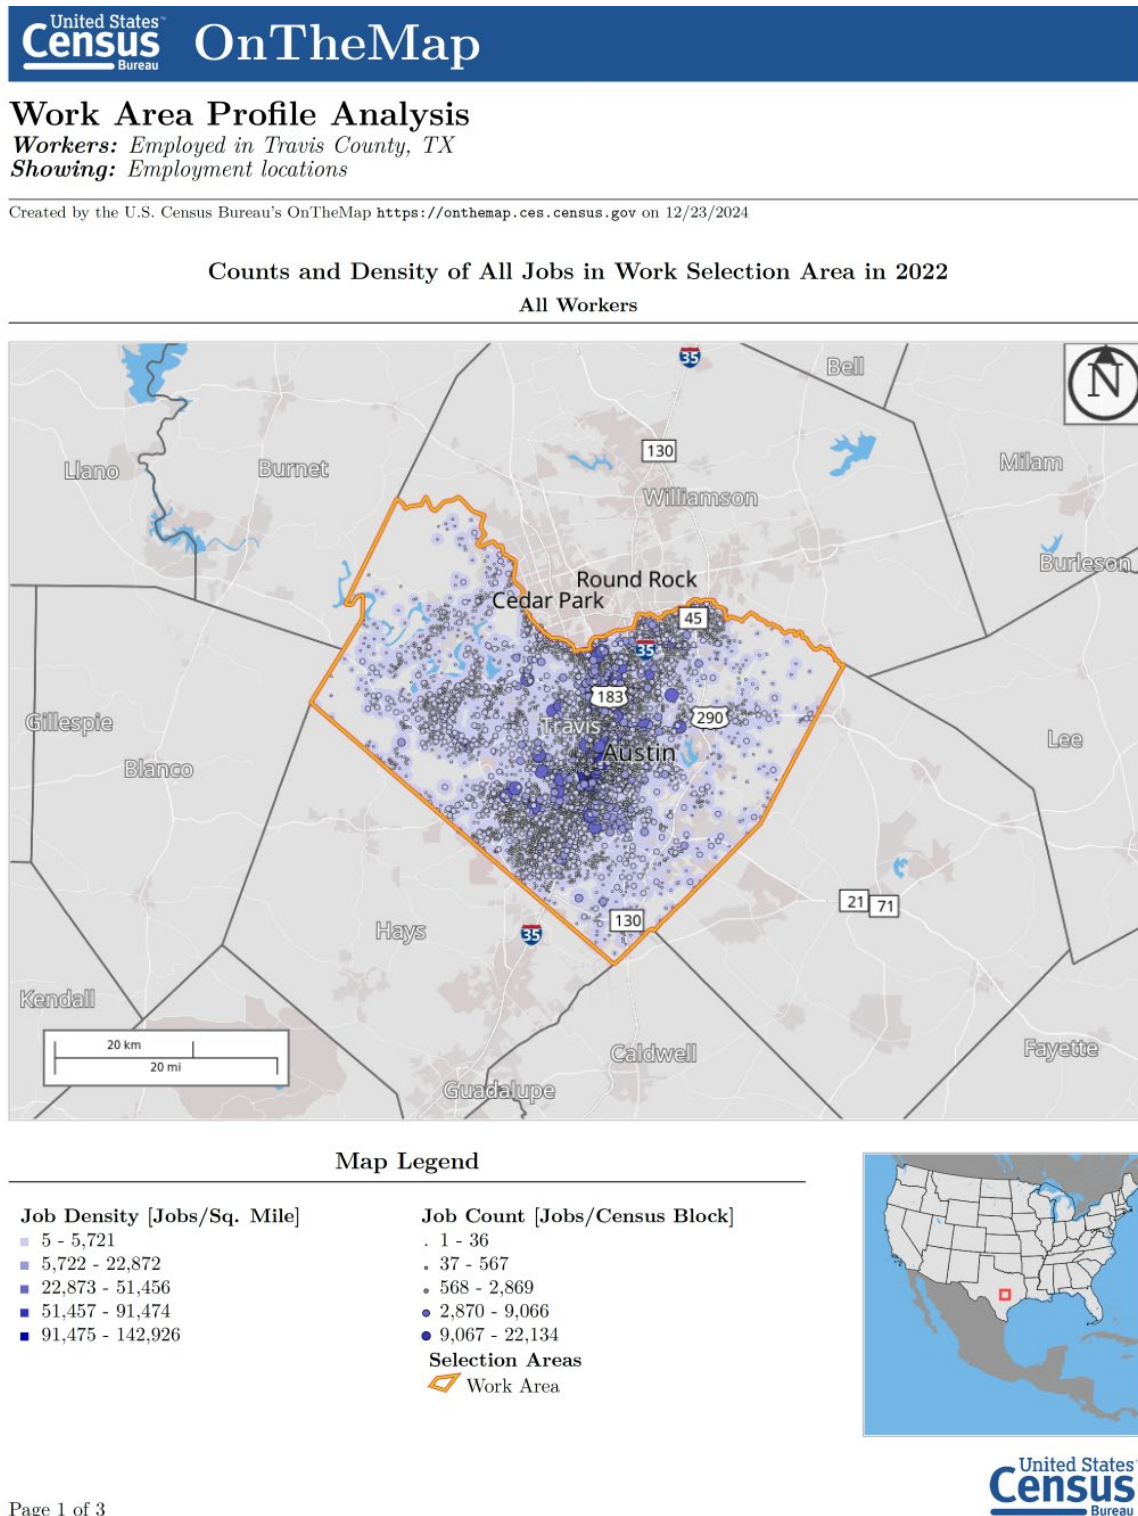 United States™
Census
Bureau
OnTheMap
Work Area Profile Analysis
Workers: Employed in Travis County, TX
Showing: Employment locations
Created by the U.S. Census Bureau's OnTheMap https://onthemap.ces.census.gov on 12/23/2024
Counts and Density of All Jobs in Work Selection Area in 2022
All Workers
35
Bell
N
130
Llano
Burnet
Milam
Williamson
Burleson
Round Rock
Cedar Park
45
35
183
290
Travis
Gillespie
Austin
Lee
Blanco
21
71
130
Hays
35
Kendall
20 km
20 mi
Caldwell
Fayette
Guadalupe
Map Legend
Job Density [Jobs/Sq. Mile]
5 - 5,721
5,722 - 22,872
22,873 - 51,456
51,457 - 91,474
91,475 - 142,926
Job Count [Jobs/Census Block]
1 - 36
37 - 567
568 - 2,869
2,870 - 9,066
9,067 - 22,134
Selection Areas
Work Area
United States
Census
Bureau
Page 1 of 3